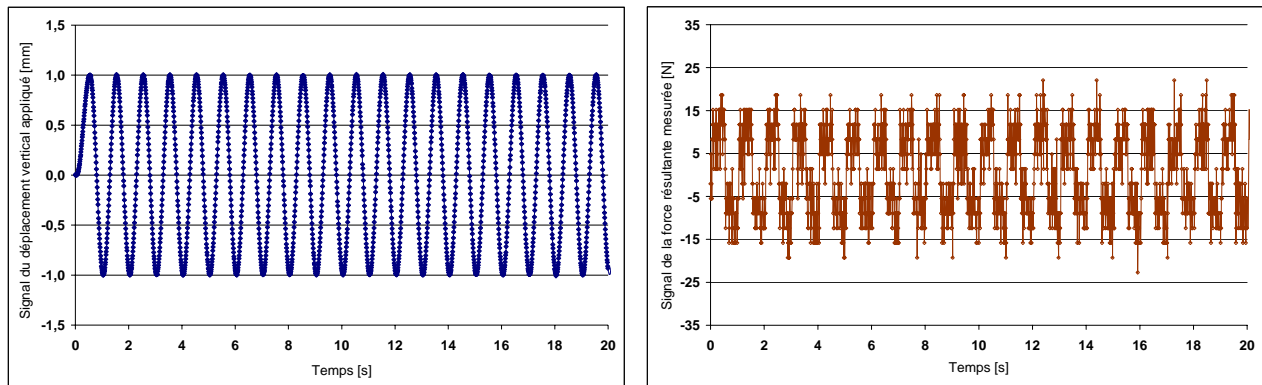 Signal du déplacement vertical appliqué [mm]
1,5
1,0
0,5
0,0
-0,5
-1,0
-1,5
0 2 4 6 8 10 12 14 16 18 20
Temps [s]
Signal de la force résultante mesurée [N]
35
25
15
5
-5
-15
-25
-35
0 2 4 6 8 10 12 14 16 18 20
Temps [s]